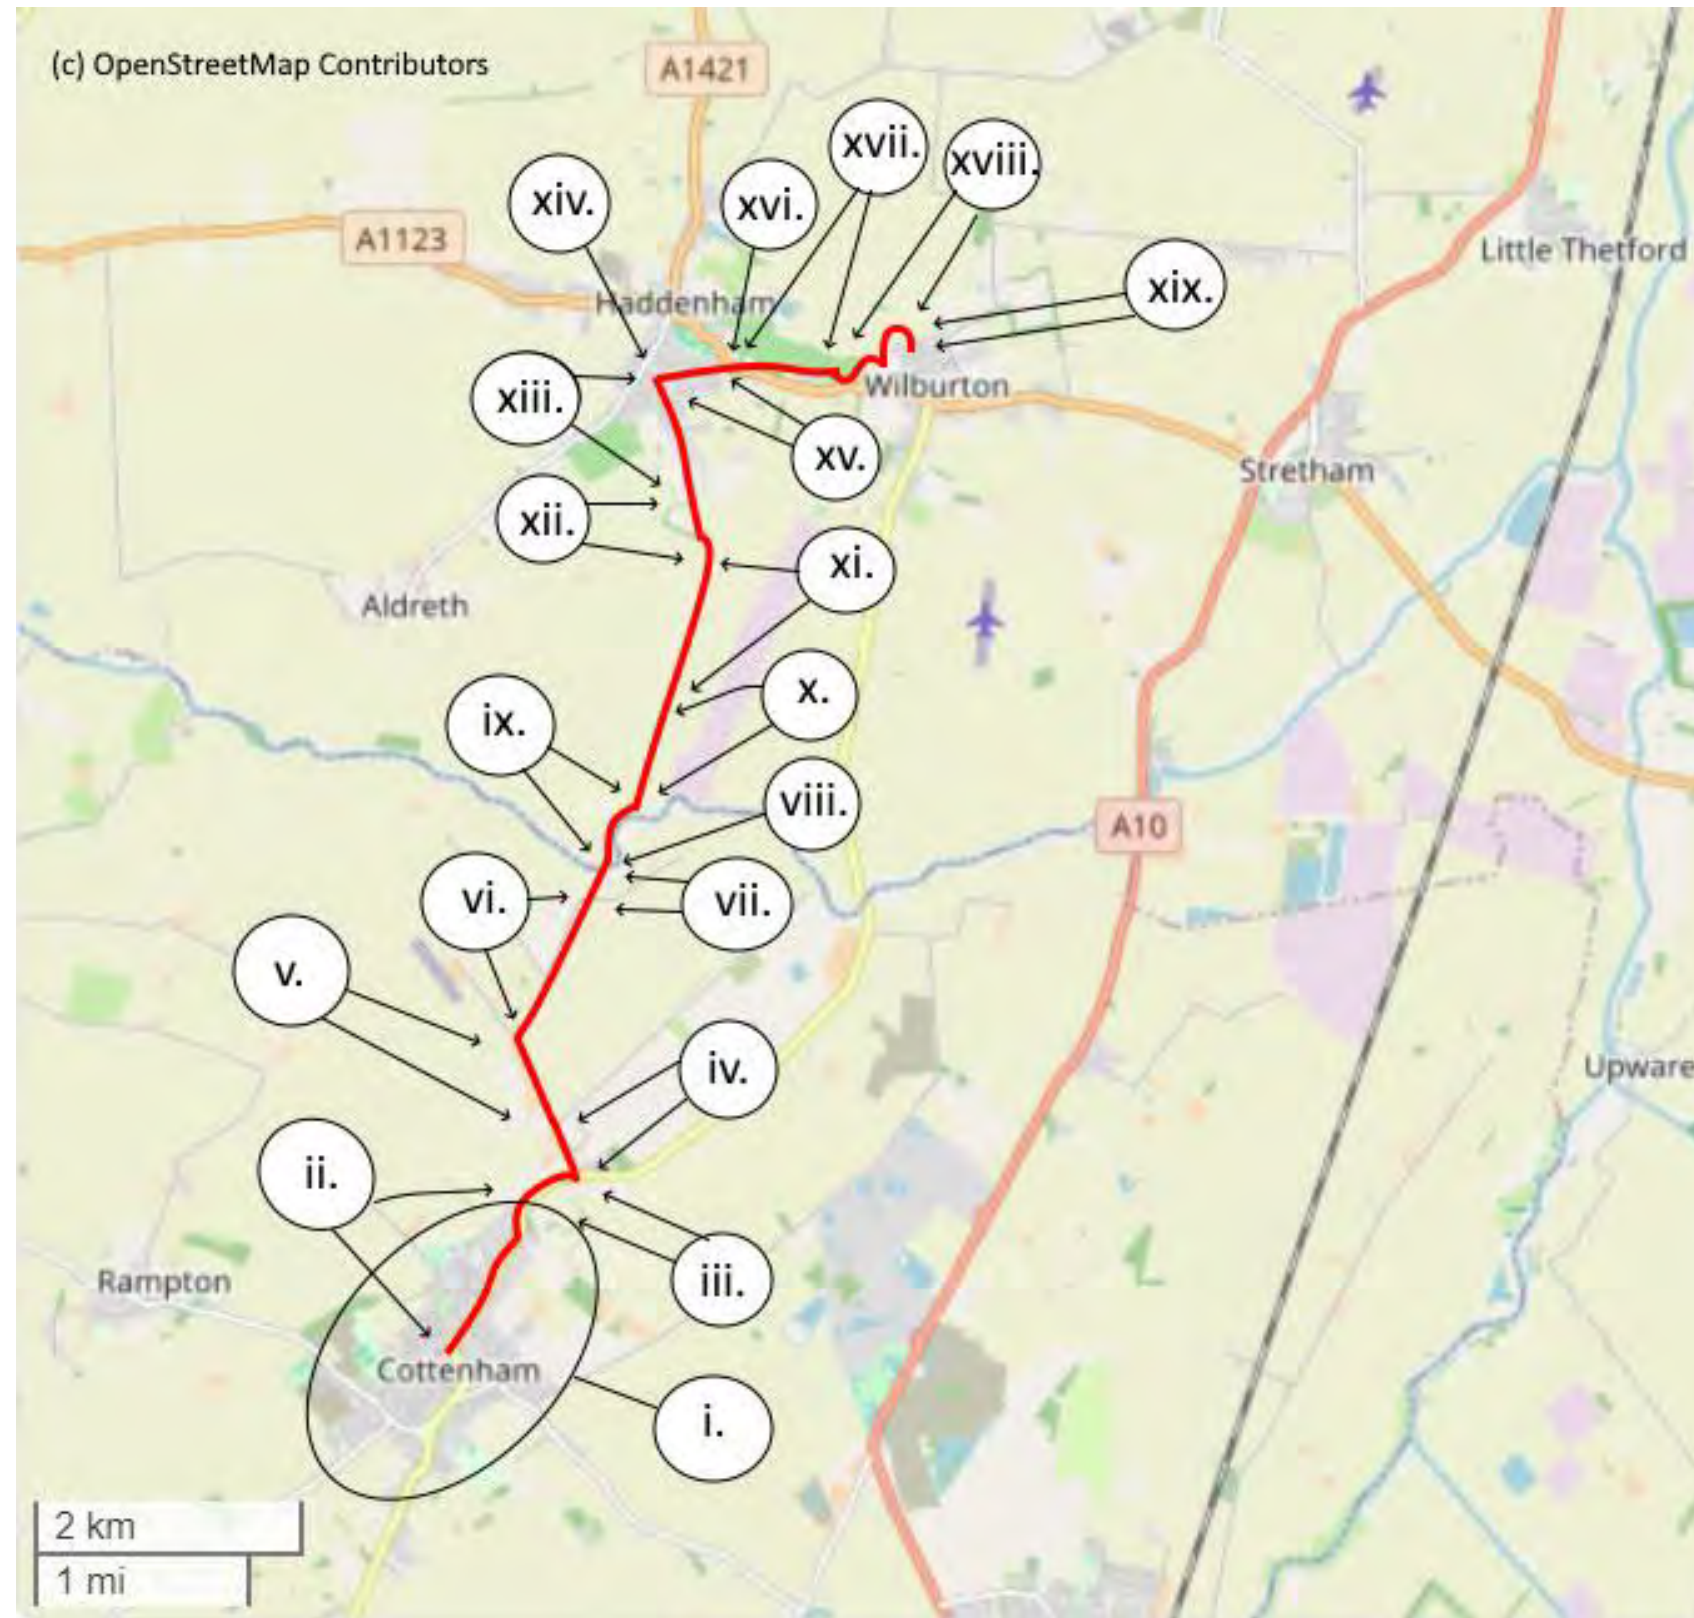 (c) OpenStreetMap Contributors
A1421
xvii.
xviii.
xiv.
xvi.
A1123
Little Thetford
xix.
Haddenham
Wilburton
xiii.
xv.
Stretham
xii.
xi.
Aldreth
x.
ix.
viii.
A10
vi.
vii.
v.
iv.
Upware
ii.
iii.
Rampton
Cottenham
i.
2 km
1 mi